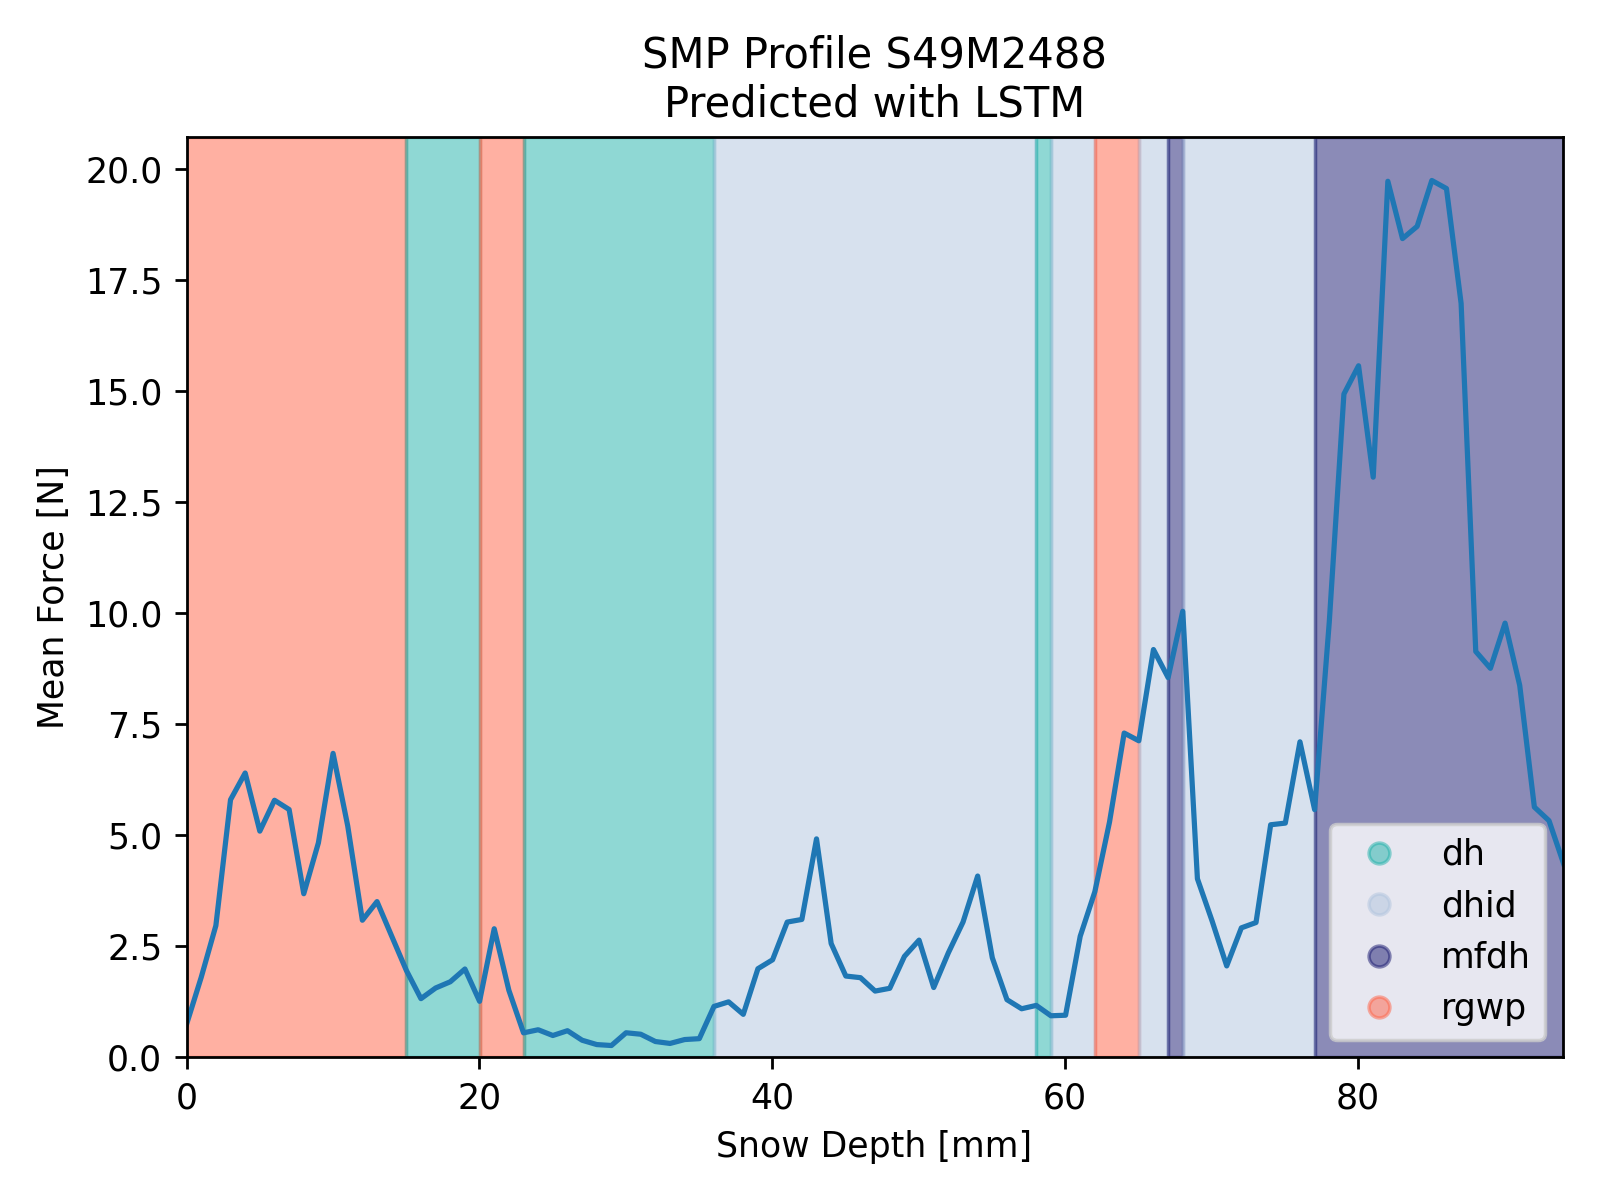 SMP Profile S49M2488
Predicted with LSTM
Mean Force [N]
20.0
17.5
15.0
12.5
10.0
7.5
5.0
2.5
0.0
0 20 40 60 80
Snow Depth [mm]
dh
dhid
mfdh
rgwp